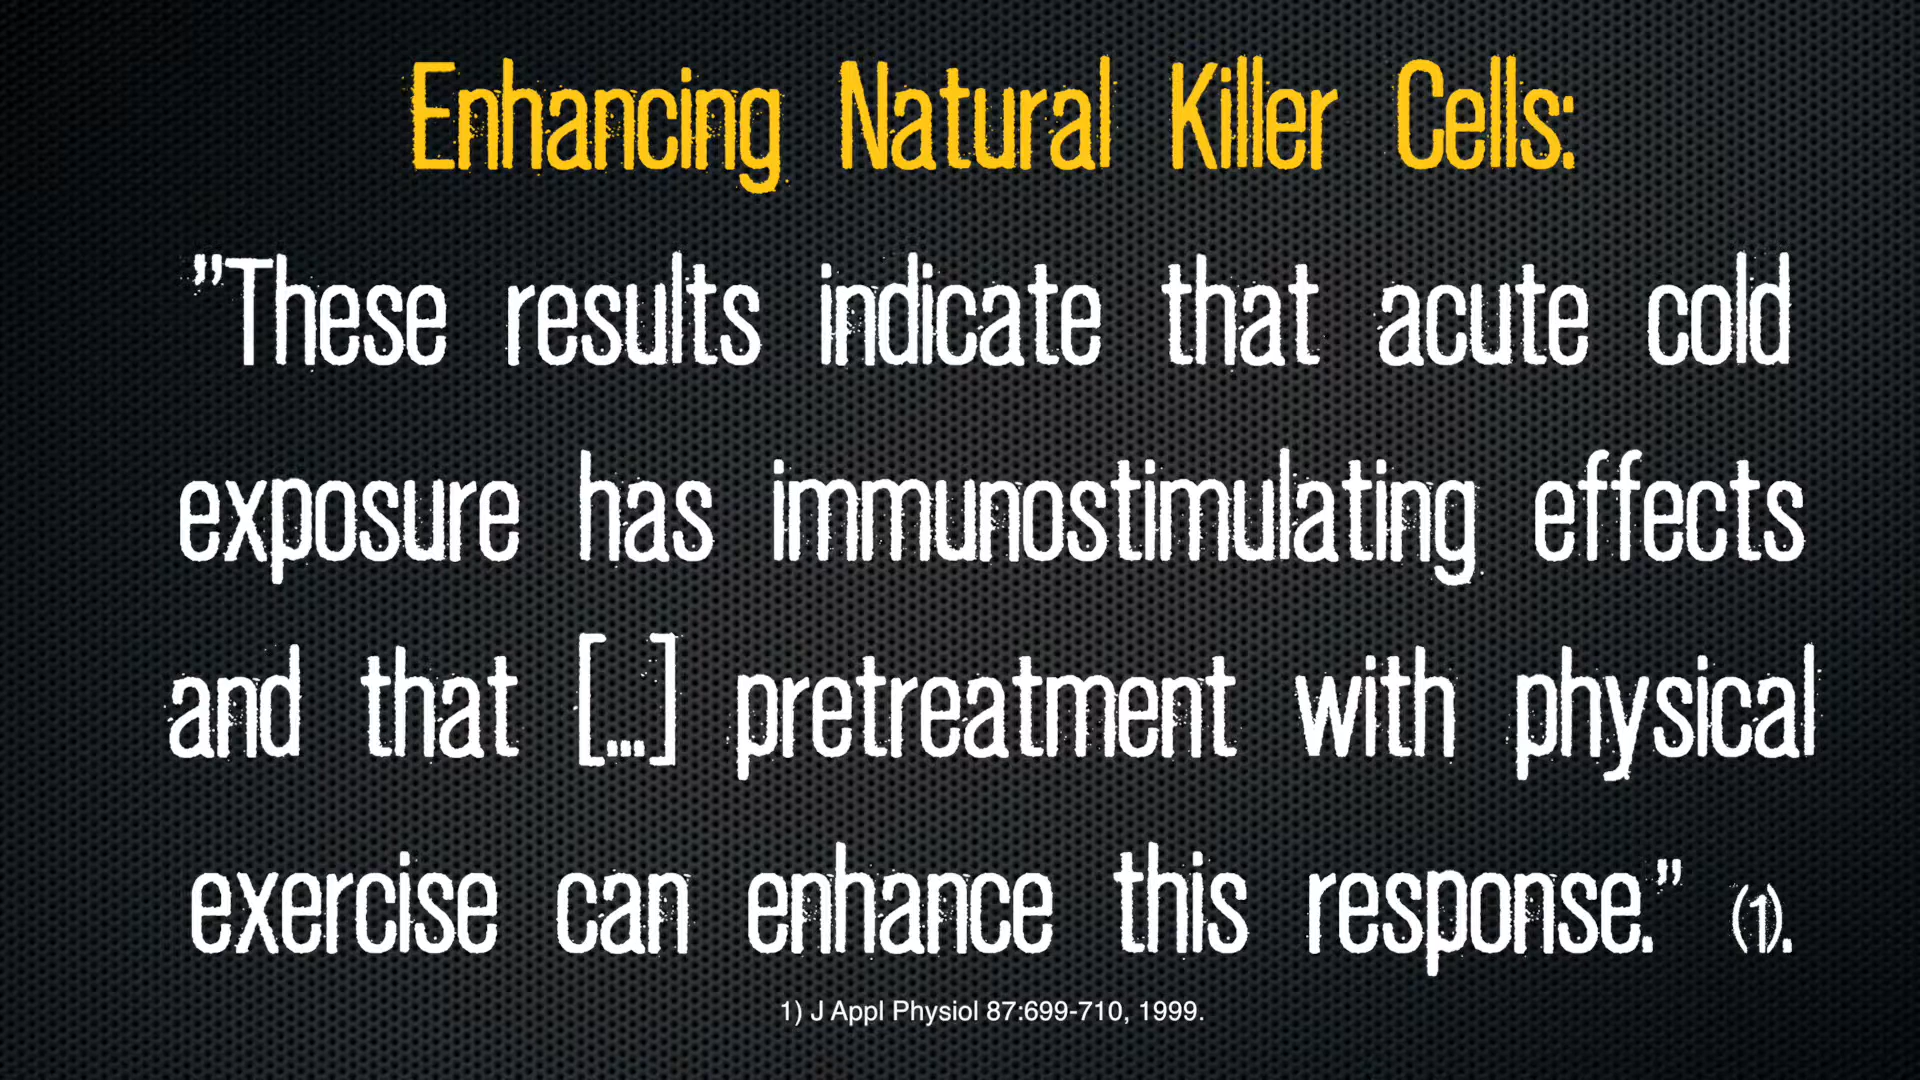 Enhancing Natural Killer Cells:
"These results indicate that acute cold
exposure has immunostimulating effects
and that [...] pretreatment with physical
exercise can enhance this response." (1).
1) J Appl Physiol 87:699-710, 1999.